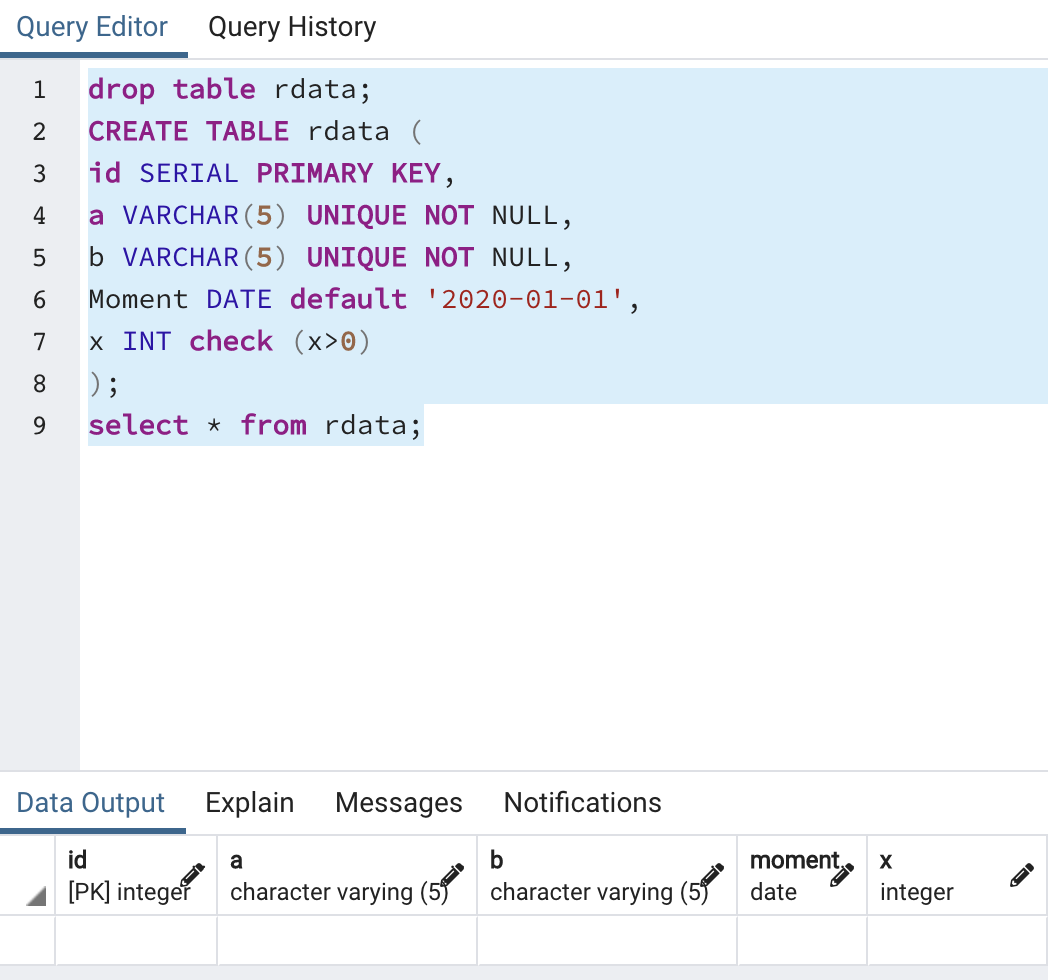 Query Editor Query History
1 drop table rdata;
2 CREATE TABLE rdata (
3 id SERIAL PRIMARY KEY,
4 a VARCHAR(5) UNIQUE NOT NULL,
5 b VARCHAR(5) UNIQUE NOT NULL,
6 Moment DATE default '2020-01-01',
7 x INT check (x>0)
8 );
9 select * from rdata;
Data Output Explain Messages Notifications
id a b moment x
[PK] integer character varying (5) character varying (5) date integer